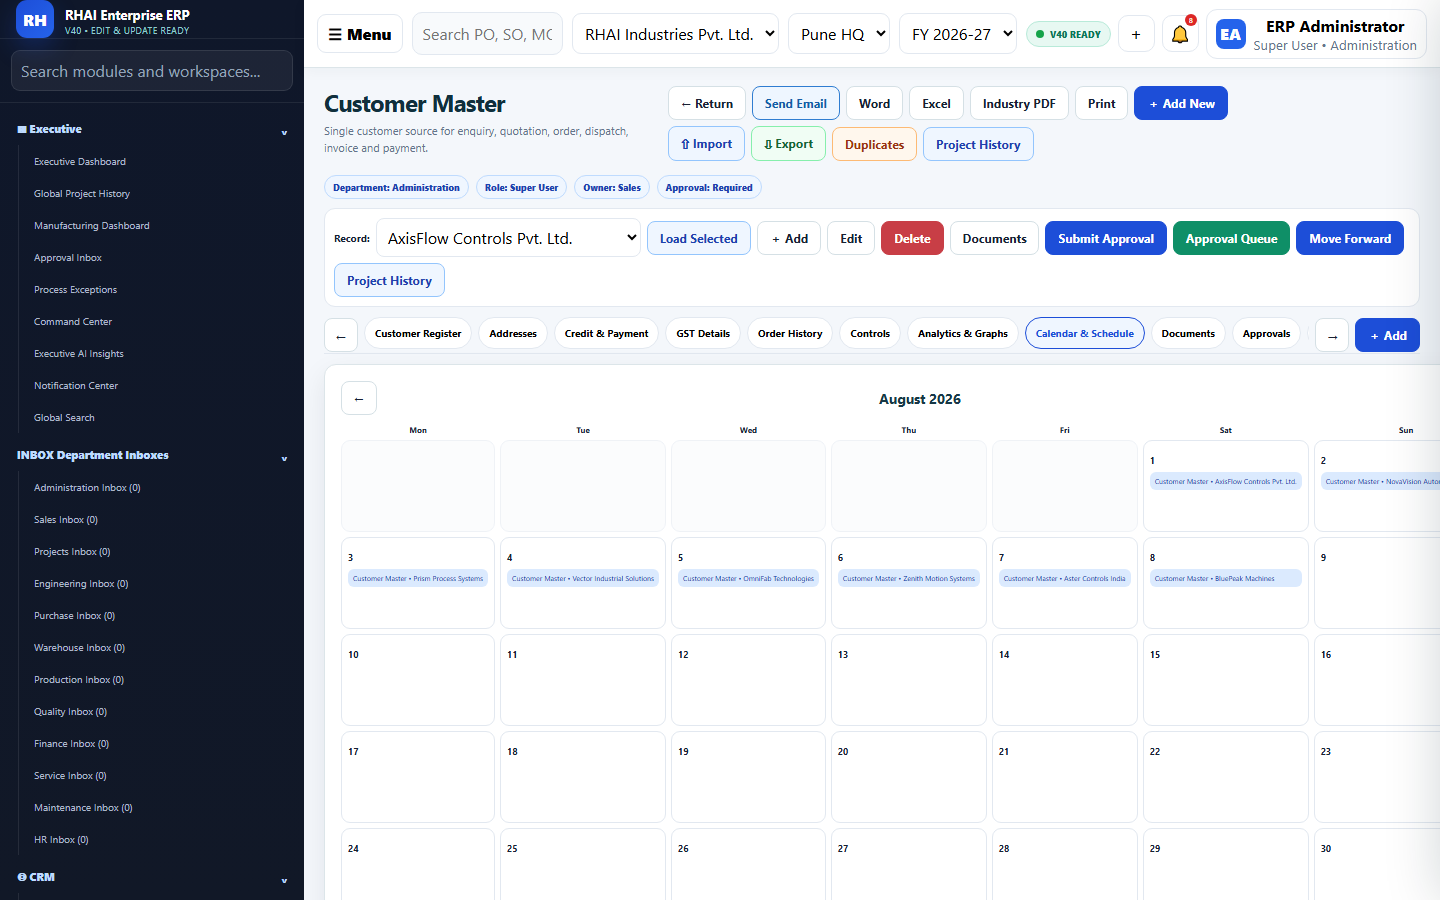 RH
RHAI Enterprise ERP
V40 • EDIT & UPDATE READY
Search modules and workspaces...
Executive
Executive Dashboard
Global Project History
Manufacturing Dashboard
Approval Inbox
Process Exceptions
Command Center
Executive AI Insights
Notification Center
Global Search
INBOX Department Inboxes
Administration Inbox (0)
Sales Inbox (0)
Projects Inbox (0)
Engineering Inbox (0)
Purchase Inbox (0)
Warehouse Inbox (0)
Production Inbox (0)
Quality Inbox (0)
Finance Inbox (0)
Service Inbox (0)
Maintenance Inbox (0)
HR Inbox (0)
CRM
☰ Menu
Search PO, SO, MC
RHAI Industries Pvt. Ltd.
Pune HQ
FY 2026-27
V40 READY
+
8
EA
ERP Administrator
Super User • Administration
Customer Master
Single customer source for enquiry, quotation, order, dispatch,
invoice and payment.
← Return
Send Email
Word
Excel
Industry PDF
Print
+ Add New
⇧ Import
⇩ Export
Duplicates
Project History
Department: Administration
Role: Super User
Owner: Sales
Approval: Required
Record:
AxisFlow Controls Pvt. Ltd.
Load Selected
+ Add
Edit
Delete
Documents
Submit Approval
Approval Queue
Move Forward
Project History
←
Customer Register
Addresses
Credit & Payment
GST Details
Order History
Controls
Analytics & Graphs
Calendar & Schedule
Documents
Approvals
→
+ Add
←
August 2026
Mon Tue Wed Thu Fri Sat Sun
1
Customer Master • AxisFlow Controls Pvt. Ltd.
2
Customer Master • NovaVision Autor
3
Customer Master • Prism Process Systems
4
Customer Master • Vector Industrial Solutions
5
Customer Master • OmniFab Technologies
6
Customer Master • Zenith Motion Systems
7
Customer Master • Aster Controls India
8
Customer Master • BluePeak Machines
9
10 11 12 13 14 15 16
17 18 19 20 21 22 23
24 25 26 27 28 29 30